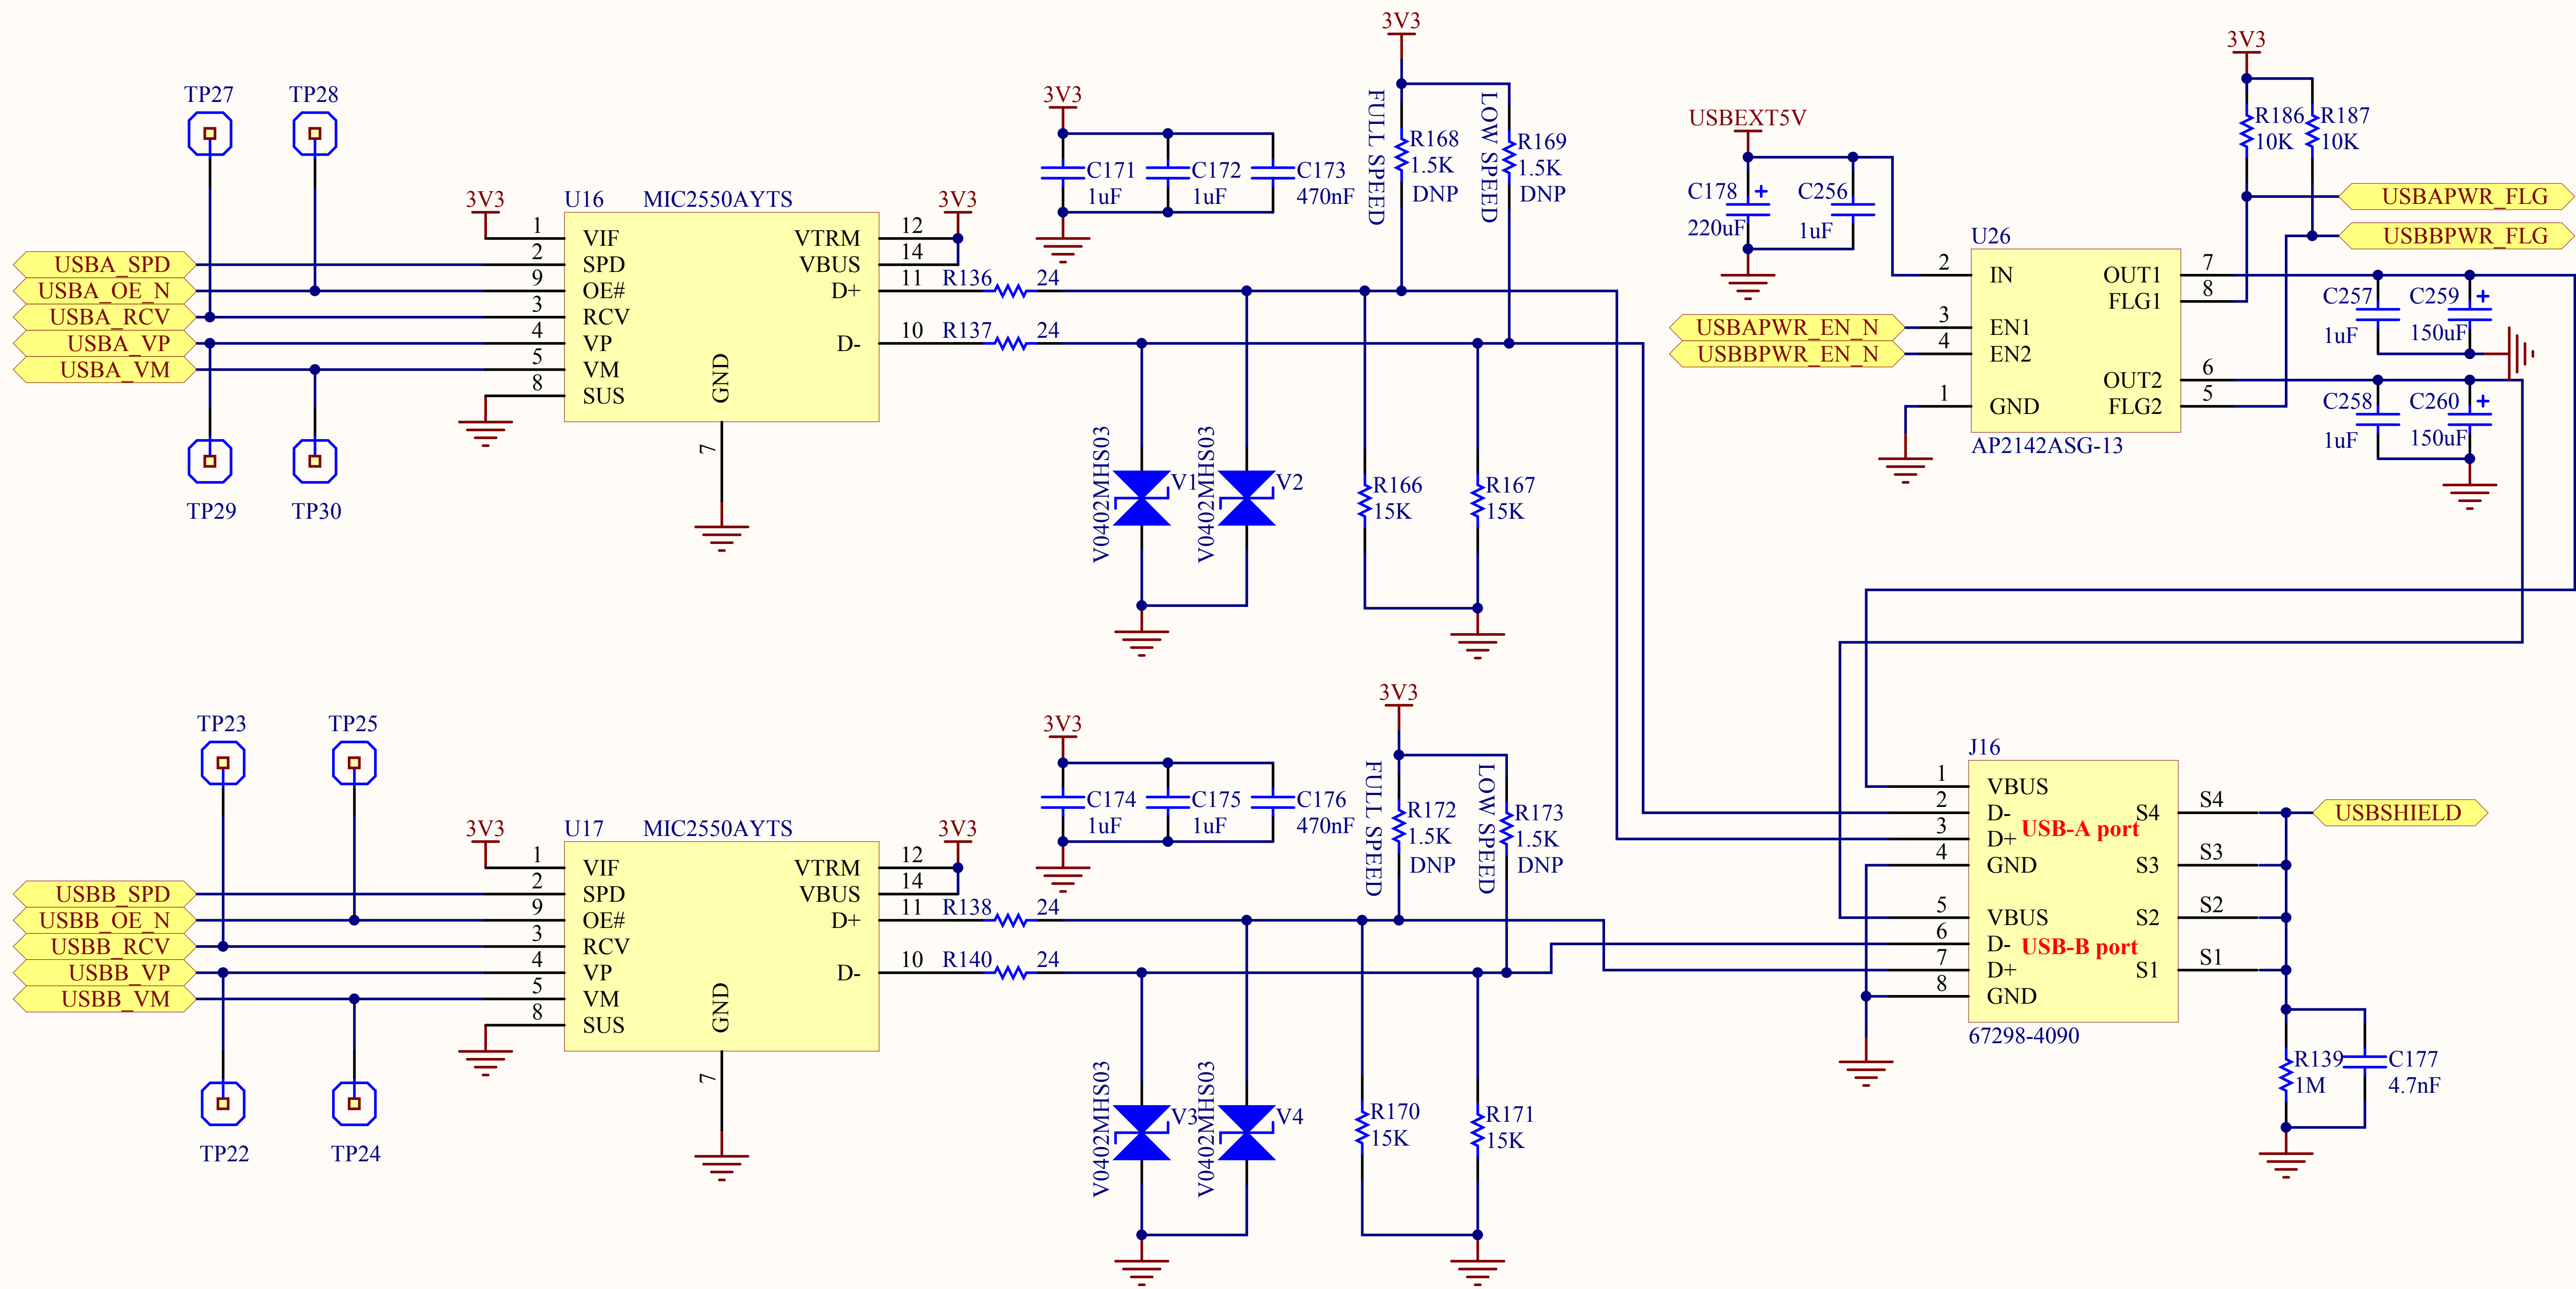 TP27
TP28
3V3
USBA_SPD
USBA_OE_N
USBA_RCV
USBA_VP
USBA_VM
TP29
TP30
U16
MIC2550AYTS
1
2
9
3
4
5
8
VIF
SPD
OE#
RCV
VP
VM
SUS
GND
7
VTRM
VBUS
D+
D-
12
14
11
10
3V3
R136
24
R137
24
3V3
C171
1uF
C172
1uF
C173
470nF
3V3
FULL SPEED
R168
1.5K
DNP
LOW SPEED
R169
1.5K
DNP
V0402MHS03
V1
V0402MHS03
V2
R166
15K
R167
15K
USBEXT5V
C178
220uF
C256
1uF
3V3
R186
10K
R187
10K
USBAPWR_FLG
USBBPWR_FLG
U26
2
3
4
1
IN
EN1
EN2
GND
OUT1
FLG1
OUT2
FLG2
7
8
6
5
AP2142ASG-13
USBAPWR_EN_N
USBBPWR_EN_N
C257
1uF
C259
150uF
C258
1uF
C260
150uF
TP23
TP25
3V3
USBB_SPD
USBB_OE_N
USBB_RCV
USBB_VP
USBB_VM
TP22
TP24
U17
MIC2550AYTS
1
2
9
3
4
5
8
VIF
SPD
OE#
RCV
VP
VM
SUS
GND
7
VTRM
VBUS
D+
D-
12
14
11
10
3V3
R138
24
R140
24
3V3
C174
1uF
C175
1uF
C176
470nF
3V3
FULL SPEED
R172
1.5K
DNP
LOW SPEED
R173
1.5K
DNP
V0402MHS03
V3
V0402MHS03
V4
R170
15K
R171
15K
J16
1
2
3
4
5
6
7
8
VBUS
D-
D+
GND
VBUS
D-
D+
GND
USB-A port
USB-B port
S4
S3
S2
S1
S4
S3
S2
S1
67298-4090
USBSHIELD
R139
1M
C177
4.7nF